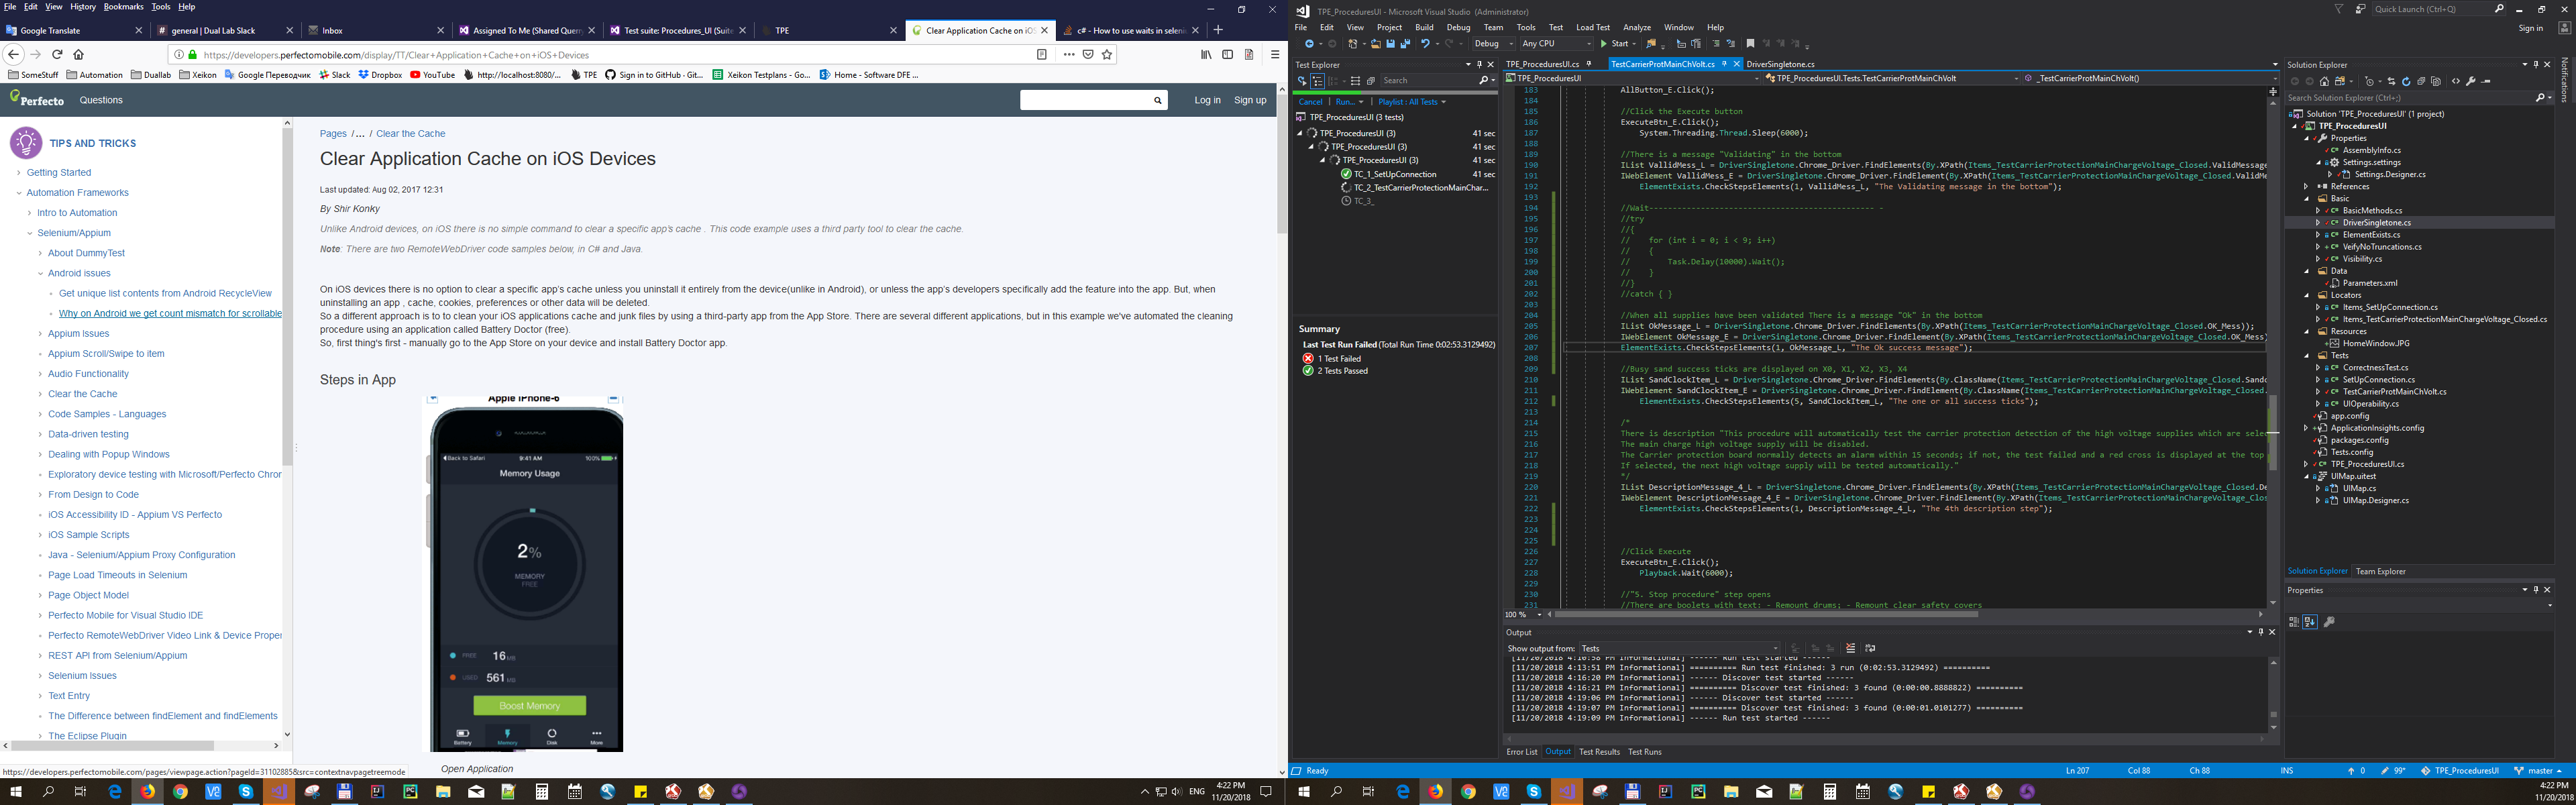 File Edit View History Bookmarks Tools Help
Google Translate
general | Dual Lab Slack
Inbox
Assigned To Me (Shared Query
Test suite: Procedures_UI (Suite
TPE
Clear Application Cache on iOS
c# - How to use waits in seleni
https://developers.perfectomobile.com/display/TT/Clear+Application+Cache+on+iOS+Devices
SomeStuff Automation Duallab Xeikon Google Переводчик Slack Dropbox YouTube http://localhost:8080/... TPE Sign in to GitHub · Git... Xeikon Testplans - Go... Home - Software DFE ...
Perfecto Questions Log in Sign up
TIPS AND TRICKS
Getting Started
Automation Frameworks
Intro to Automation
Selenium/Appium
About DummyTest
Android issues
Get unique list contents from Android RecycleView
Why on Android we get count mismatch for scrollable
Appium Issues
Appium Scroll/Swipe to item
Audio Functionality
Clear the Cache
Code Samples - Languages
Data-driven testing
Dealing with Popup Windows
Exploratory device testing with Microsoft/Perfecto Chror
From Design to Code
iOS Accessibility ID - Appium VS Perfecto
iOS Sample Scripts
Java - Selenium/Appium Proxy Configuration
Page Load Timeouts in Selenium
Page Object Model
Perfecto Mobile for Visual Studio IDE
Perfecto RemoteWebDriver Video Link & Device Proper
REST API from Selenium/Appium
Selenium Issues
Text Entry
The Difference between findElement and findElements
The Eclipse Plugin
https://developers.perfectomobile.com/pages/viewpage.action?pageId=31102885&src=contextnavpagetreemode
Pages /... / Clear the Cache
Clear Application Cache on iOS Devices
Last updated: Aug 02, 2017 12:31
By Shir Konky
Unlike Android devices, on iOS there is no simple command to clear a specific app's cache . This code example uses a third party tool to clear the cache.
Note: There are two RemoteWebDriver code samples below, in C# and Java.
On iOS devices there is no option to clear a specific app's cache unless you uninstall it entirely from the device(unlike in Android), or unless the app's developers specifically add the feature into the app. But, when
uninstalling an app , cache, cookies, preferences or other data will be deleted.
So a different approach is to to clean your iOS applications cache and junk files by using a third-party app from the App Store. There are several different applications, but in this example we've automated the cleaning
procedure using an application called Battery Doctor (free).
So, first thing's first - manually go to the App Store on your device and install Battery Doctor app.
Steps in App
Apple iPhone-6
Back to Safari 9:41 AM 100%
Memory Usage
2%
MEMORY
FREE
FREE 16 MB
USED 561 MB
Boost Memory
Battery Memory Disk More
Open Application
ENG
4:22 PM
11/20/2018
TPE_ProceduresUI - Microsoft Visual Studio (Administrator)
Quick Launch (Ctrl+Q)
File Edit View Project Build Debug Team Tools Test Load Test Analyze Window Help
Sign in
Debug Any CPU Start
Test Explorer
Search
Cancel | Run... | Playlist : All Tests
TPE_ProceduresUI (3 tests)
TPE_ProceduresUI (3) 41 sec
TPE_ProceduresUI (3) 41 sec
TPE_ProceduresUI (3) 41 sec
TC_1_SetUpConnection 41 sec
TC_2_TestCarrierProtectionMainChar...
TC_3_
Summary
Last Test Run Failed (Total Run Time 0:02:53.3129492)
1 Test Failed
2 Tests Passed
TPE_ProceduresUI.cs TestCarrierProtMainChVolt.cs DriverSingletone.cs
TPE_ProceduresUI TPE_ProceduresUI.Tests.TestCarrierProtMainChVolt _TestCarrierProtMainChVolt()
183 AllButton_E.Click();
184
185 //Click the Execute button
186 ExecuteBtn_E.Click();
187 System.Threading.Thread.Sleep(6000);
188
189 //There is a message "Validating" in the bottom
190 IList VallidMess_L = DriverSingletone.Chrome_Driver.FindElements(By.XPath(Items_TestCarrierProtectionMainChargeVoltage_Closed.ValidMessage
191 IWebElement VallidMess_E = DriverSingletone.Chrome_Driver.FindElement(By.XPath(Items_TestCarrierProtectionMainChargeVoltage_Closed.ValidMe
192 ElementExists.CheckStepsElements(1, VallidMess_L, "The Validating message in the bottom");
193
194 //Wait------------------------------------------------ -
195 //try
196 //{
197 // for (int i = 0; i < 9; i++)
198 // {
199 // Task.Delay(10000).Wait();
200 // }
201 //}
202 //catch { }
203
204 //When all supplies have been validated There is a message "Ok" in the bottom
205 IList OkMessage_L = DriverSingletone.Chrome_Driver.FindElements(By.XPath(Items_TestCarrierProtectionMainChargeVoltage_Closed.OK_Mess));
206 IWebElement OkMessage_E = DriverSingletone.Chrome_Driver.FindElement(By.XPath(Items_TestCarrierProtectionMainChargeVoltage_Closed.OK_Mess)
207 ElementExists.CheckStepsElements(1, OkMessage_L, "The Ok success message");
208
209 //Busy sand success ticks are displayed on X0, X1, X2, X3, X4
210 IList SandClockItem_L = DriverSingletone.Chrome_Driver.FindElements(By.ClassName(Items_TestCarrierProtectionMainChargeVoltage_Closed.Sandc
211 IWebElement SandClockItem_E = DriverSingletone.Chrome_Driver.FindElement(By.ClassName(Items_TestCarrierProtectionMainChargeVoltage_Closed.
212 ElementExists.CheckStepsElements(5, SandClockItem_L, "The one or all success ticks");
213
214 /*
215 There is description "This procedure will automatically test the carrier protection detection of the high voltage supplies which are selec
216 The main charge high voltage supply will be disabled.
217 The Carrier protection board normally detects an alarm within 15 seconds; if not, the test failed and a red cross is displayed at the top
218 If selected, the next high voltage supply will be tested automatically."
219 */
220 IList DescriptionMessage_4_L = DriverSingletone.Chrome_Driver.FindElements(By.XPath(Items_TestCarrierProtectionMainChargeVoltage_Closed.De
221 IWebElement DescriptionMessage_4_E = DriverSingletone.Chrome_Driver.FindElement(By.XPath(Items_TestCarrierProtectionMainChargeVoltage_Clos
222 ElementExists.CheckStepsElements(1, DescriptionMessage_4_L, "The 4th description step");
223
224
225
226 //Click Execute
227 ExecuteBtn_E.Click();
228 Playback.Wait(6000);
229
230 //"5. Stop procedure" step opens
231 //There are boolets with text: - Remount drums; - Remount clear safety covers
100 %
Output
Show output from: Tests
[11/20/2018 4:10:58 PM Informational] ------ Run test started ------
[11/20/2018 4:13:51 PM Informational] ========== Run test finished: 3 run (0:02:53.3129492) ==========
[11/20/2018 4:16:20 PM Informational] ------ Discover test started ------
[11/20/2018 4:16:21 PM Informational] ========== Discover test finished: 3 found (0:00:00.8888822) ==========
[11/20/2018 4:19:06 PM Informational] ------ Discover test started ------
[11/20/2018 4:19:07 PM Informational] ========== Discover test finished: 3 found (0:00:01.0101277) ==========
[11/20/2018 4:19:09 PM Informational] ------ Run test started ------
Error List Output Test Results Test Runs
Solution Explorer
Search Solution Explorer (Ctrl+;)
Solution 'TPE_ProceduresUI' (1 project)
TPE_ProceduresUI
Properties
AssemblyInfo.cs
Settings.settings
Settings.Designer.cs
References
Basic
BasicMethods.cs
DriverSingletone.cs
ElementExists.cs
VeifyNoTruncations.cs
Visibility.cs
Data
Parameters.xml
Locators
Items_SetUpConnection.cs
Items_TestCarrierProtectionMainChargeVoltage_Closed.cs
Resources
HomeWindow.JPG
Tests
CorrectnessTest.cs
SetUpConnection.cs
TestCarrierProtMainChVolt.cs
UIOperability.cs
app.config
ApplicationInsights.config
packages.config
Tests.config
TPE_ProceduresUI.cs
UIMap.uitest
UIMap.cs
UIMap.Designer.cs
Solution Explorer Team Explorer
Properties
Notifications
Ready Ln 207 Col 88 Ch 88 INS 0 99* TPE_ProceduresUI master
4:22 PM
11/20/2018